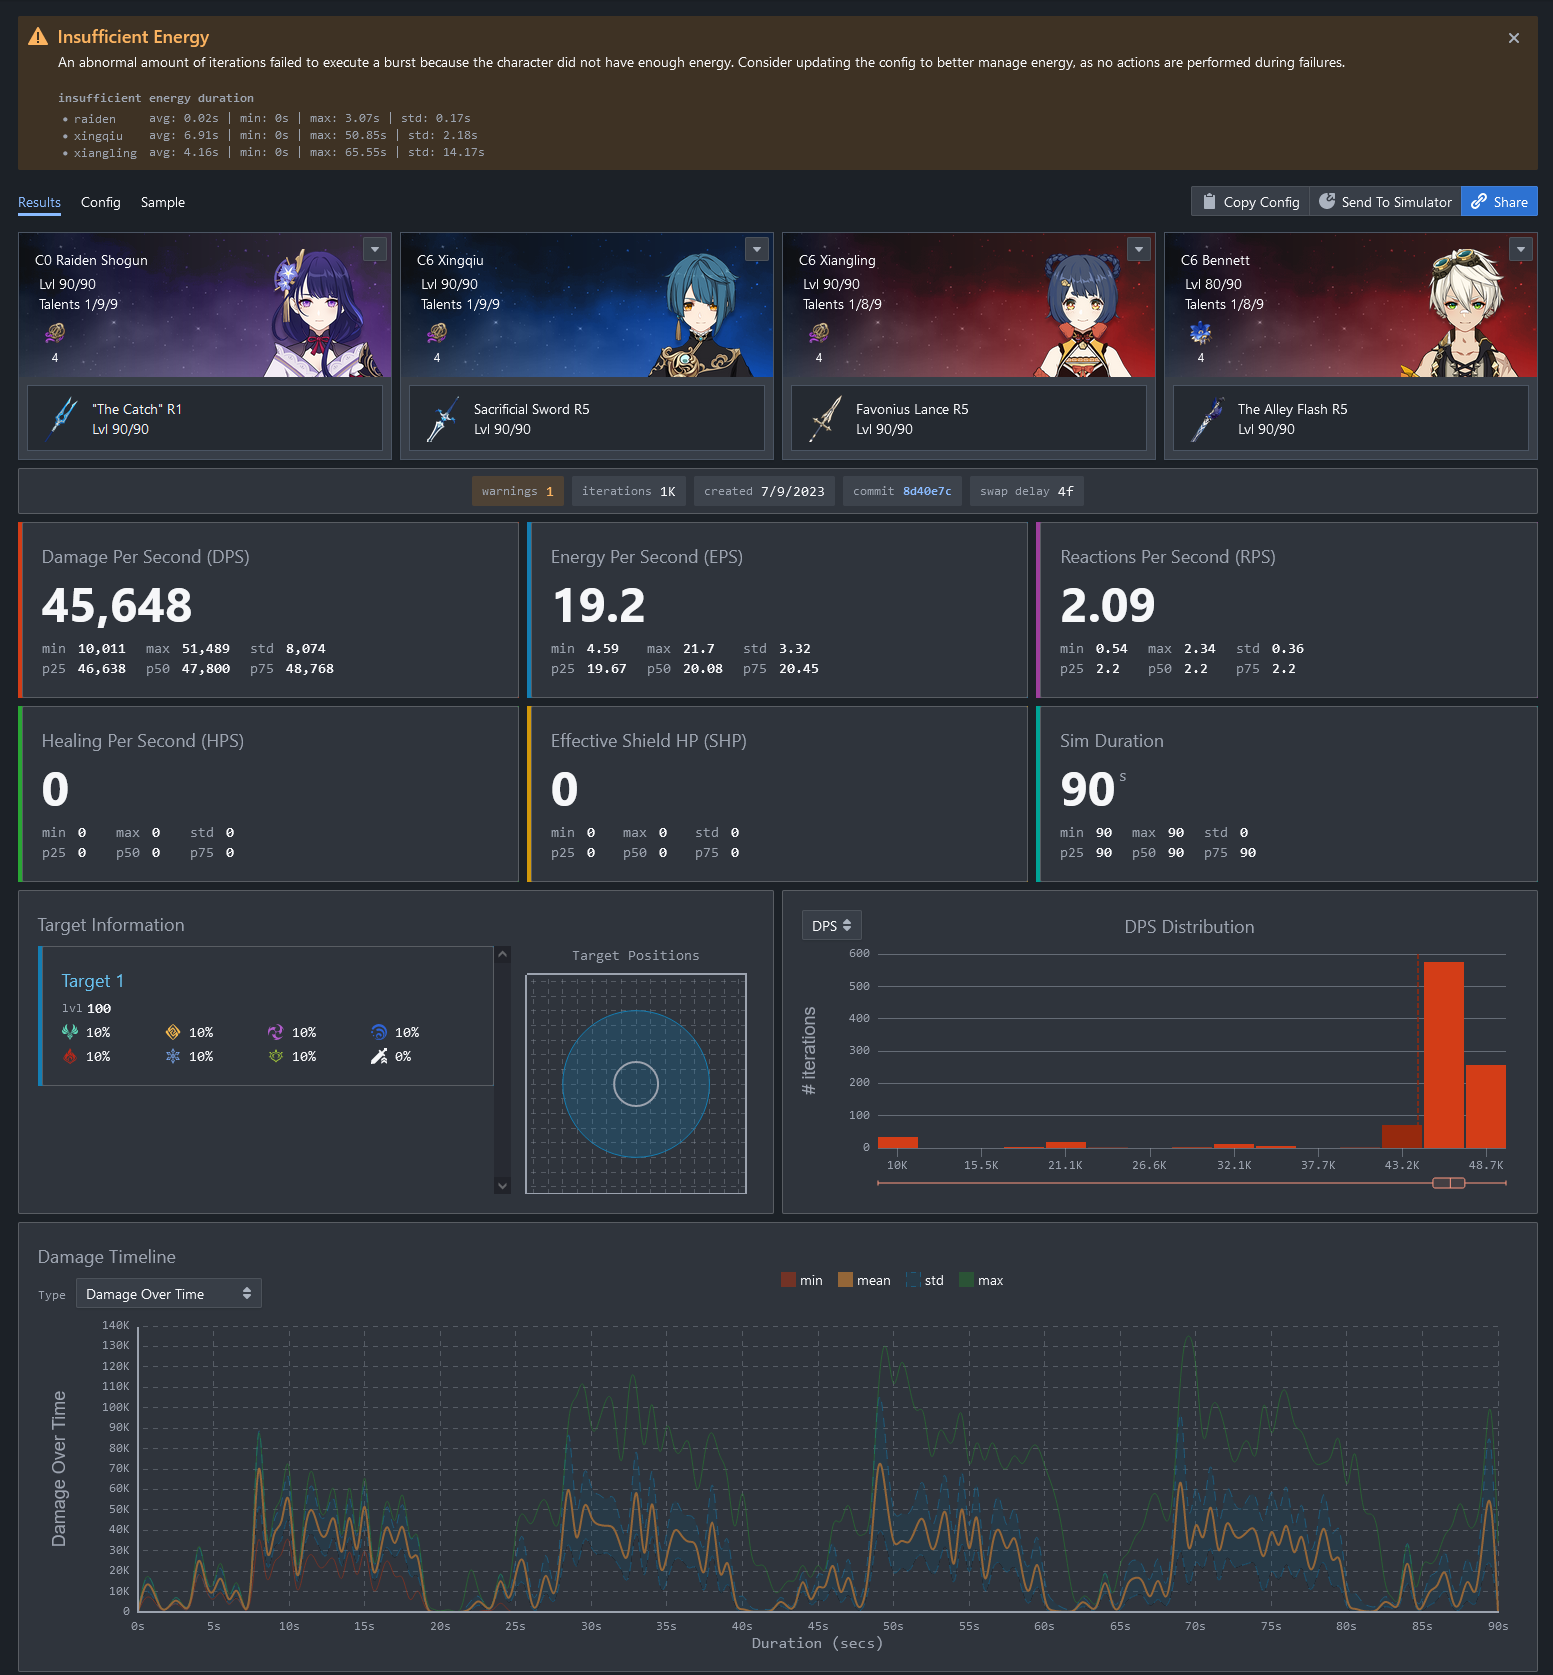 Insufficient Energy
An abnormal amount of iterations failed to execute a burst because the character did not have enough energy. Consider updating the config to better manage energy, as no actions are performed during failures.
insufficient energy duration
• raiden avg: 0.02s | min: 0s | max: 3.07s | std: 0.17s
• xingqiu avg: 6.91s | min: 0s | max: 50.85s | std: 2.18s
• xiangling avg: 4.16s | min: 0s | max: 65.55s | std: 14.17s
Results Config Sample
Copy Config Send To Simulator Share
C0 Raiden Shogun
Lvl 90/90
Talents 1/9/9
4
"The Catch" R1
Lvl 90/90
C6 Xingqiu
Lvl 90/90
Talents 1/9/9
4
Sacrificial Sword R5
Lvl 90/90
C6 Xiangling
Lvl 90/90
Talents 1/8/9
4
Favonius Lance R5
Lvl 90/90
C6 Bennett
Lvl 80/90
Talents 1/8/9
4
The Alley Flash R5
Lvl 90/90
warnings 1 iterations 1K created 7/9/2023 commit 8d40e7c swap delay 4f
Damage Per Second (DPS)
45,648
min 10,011 max 51,489 std 8,074
p25 46,638 p50 47,800 p75 48,768
Energy Per Second (EPS)
19.2
min 4.59 max 21.7 std 3.32
p25 19.67 p50 20.08 p75 20.45
Reactions Per Second (RPS)
2.09
min 0.54 max 2.34 std 0.36
p25 2.2 p50 2.2 p75 2.2
Healing Per Second (HPS)
0
min 0 max 0 std 0
p25 0 p50 0 p75 0
Effective Shield HP (SHP)
0
min 0 max 0 std 0
p25 0 p50 0 p75 0
Sim Duration
90 s
min 90 max 90 std 0
p25 90 p50 90 p75 90
Target Information
Target 1
lvl 100
10% 10% 10% 10%
10% 10% 10% 0%
Target Positions
DPS
DPS Distribution
# iterations
600
500
400
300
200
100
0
10K 15.5K 21.1K 26.6K 32.1K 37.7K 43.2K 48.7K
Damage Timeline
Type Damage Over Time
min mean std max
Damage Over Time
140K
130K
120K
110K
100K
90K
80K
70K
60K
50K
40K
30K
20K
10K
0
0s 5s 10s 15s 20s 25s 30s 35s 40s 45s 50s 55s 60s 65s 70s 75s 80s 85s 90s
Duration (secs)